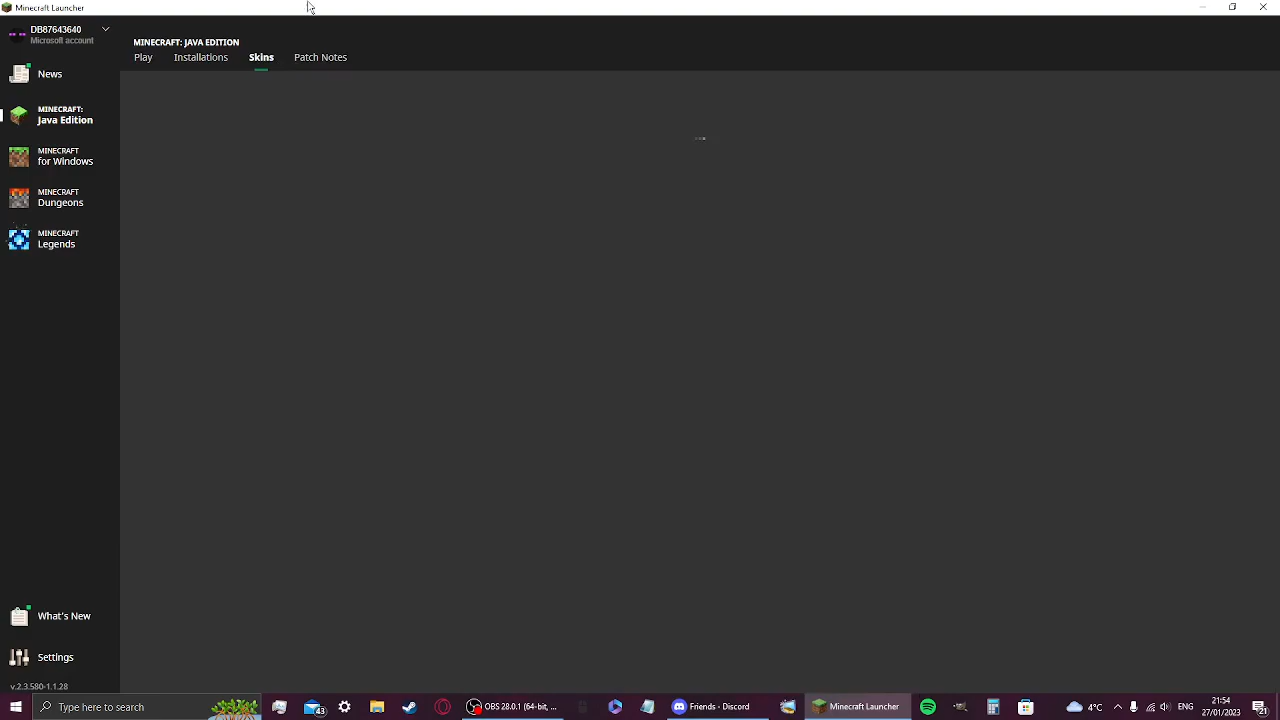 Minecraft Launcher
DB87643640
Microsoft account
News
MINECRAFT:
Java Edition
MINECRAFT
for Windows
MINECRAFT
Dungeons
MINECRAFT
Legends
What's New
Settings
v.2.3.580-1.1.28
MINECRAFT: JAVA EDITION
Play Installations Skins Patch Notes
Type here to search
43
OBS 28.0.1 (64-bit, ...
Friends - Discord
Minecraft Launcher
4°C
ENG
21:54
27/01/2023
2